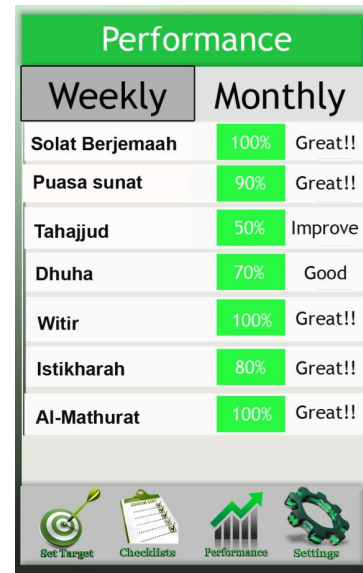 Performance
Weekly Monthly
Solat Berjemaah 100% Great!!
Puasa sunat 90% Great!!
Tahajjud 50% Improve
Dhuha 70% Good
Witir 100% Great!!
Istikharah 80% Great!!
Al-Mathurat 100% Great!!
CHECKLIST
Set Target Checklists Performance Settings